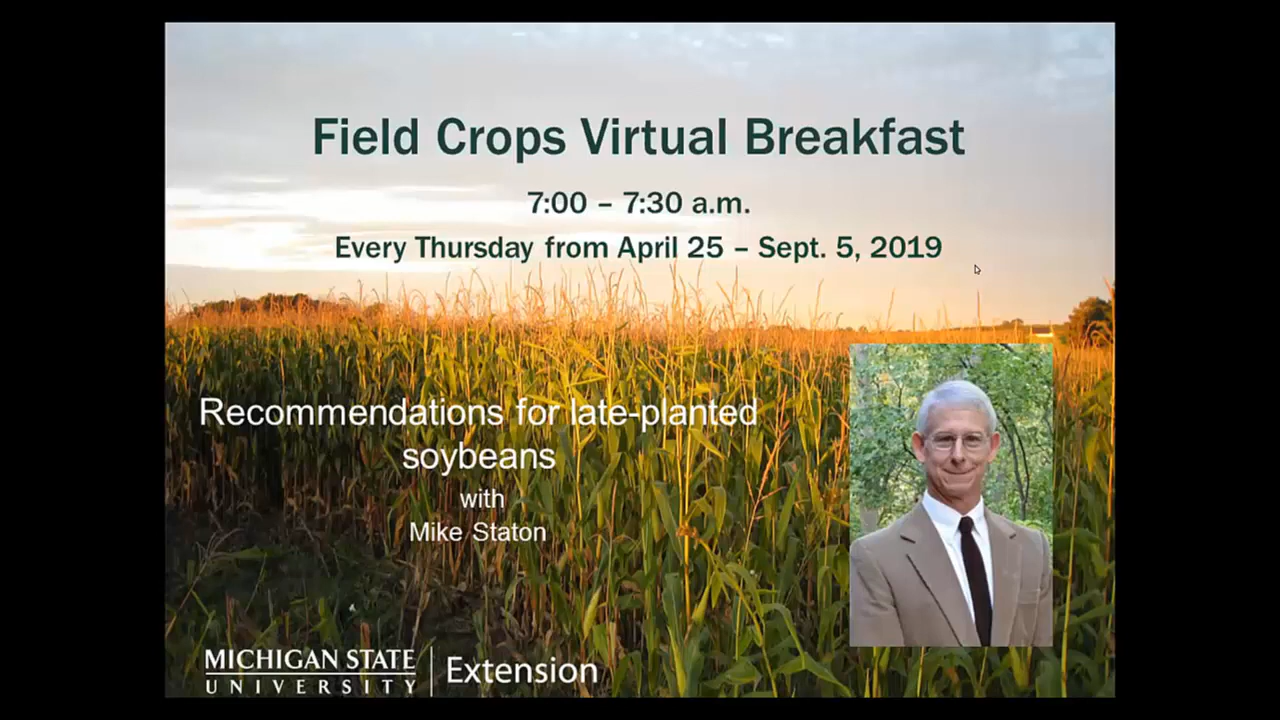 Field Crops Virtual Breakfast
7:00 – 7:30 a.m.
Every Thursday from April 25 – Sept. 5, 2019
Recommendations for late-planted
soybeans
with
Mike Staton
MICHIGAN STATE
UNIVERSITY
Extension